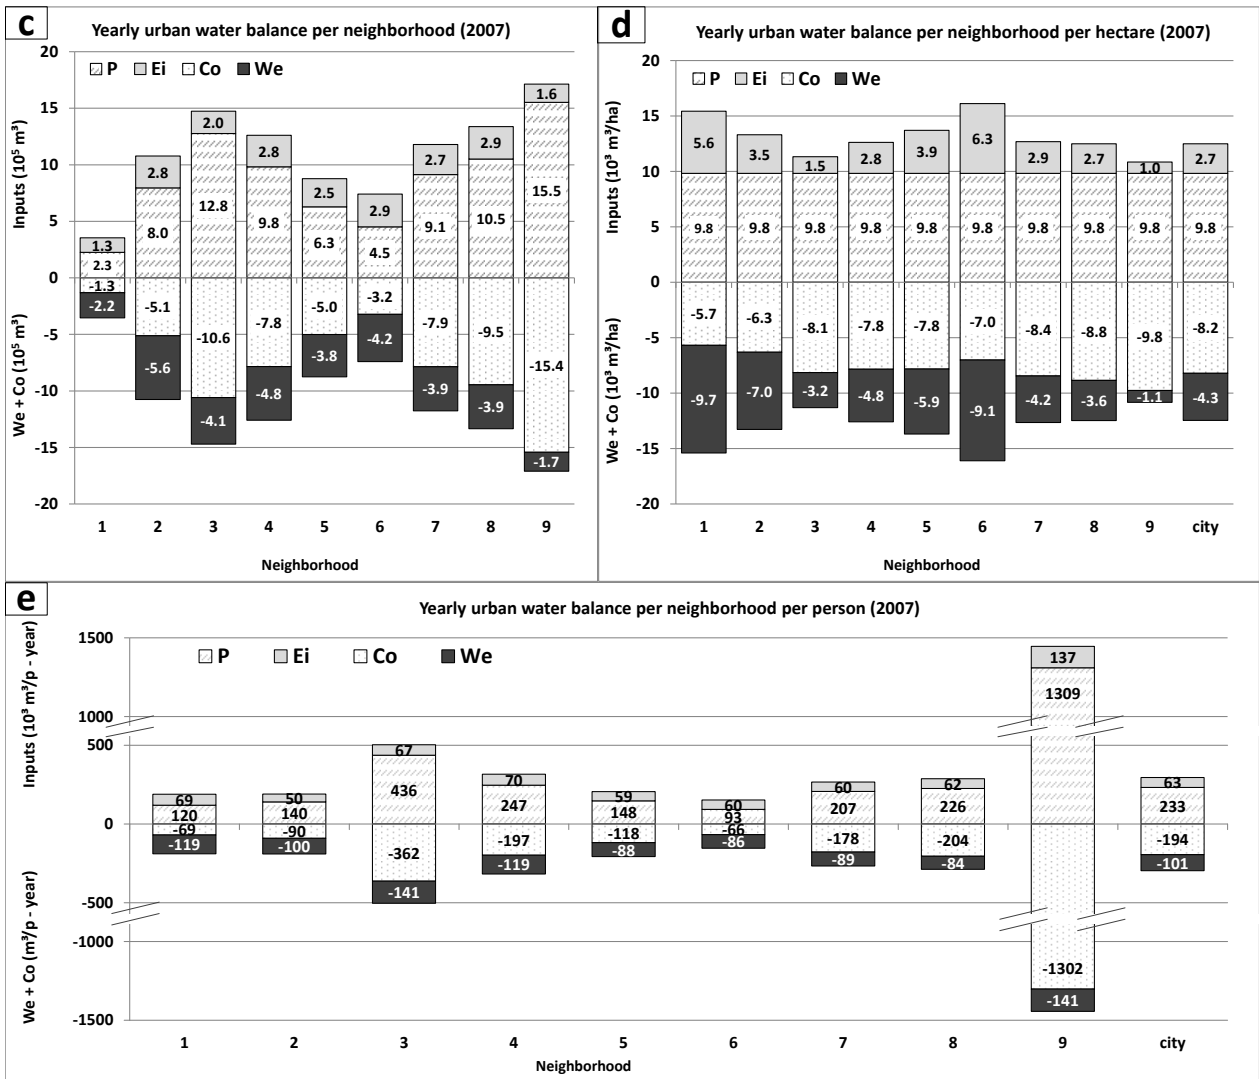 c
Yearly urban water balance per neighborhood (2007)
P Ei Co We
Inputs (10⁵ m³)
We + Co (10⁵ m³)
20
15
10
5
0
-5
-10
-15
-20
1.3 2.8 2.0 2.8 2.5 2.9 2.7 2.9 1.6
2.3 8.0 12.8 9.8 6.3 4.5 9.1 10.5 15.5
-1.3 -5.1 -10.6 -7.8 -5.0 -3.2 -7.9 -9.5 -15.4
-2.2 -5.6 -4.1 -4.8 -3.8 -4.2 -3.9 -3.9 -1.7
1 2 3 4 5 6 7 8 9
Neighborhood
d
Yearly urban water balance per neighborhood per hectare (2007)
P Ei Co We
Inputs (10³ m³/ha)
We + Co (10³ m³/ha)
20
15
10
5
0
-5
-10
-15
-20
5.6 3.5 1.5 2.8 3.9 6.3 2.9 2.7 1.0 2.7
9.8 9.8 9.8 9.8 9.8 9.8 9.8 9.8 9.8 9.8
-5.7 -6.3 -8.1 -7.8 -7.8 -7.0 -8.4 -8.8 -9.8 -8.2
-9.7 -7.0 -3.2 -4.8 -5.9 -9.1 -4.2 -3.6 -1.1 -4.3
1 2 3 4 5 6 7 8 9 city
Neighborhood
e
Yearly urban water balance per neighborhood per person (2007)
P Ei Co We
Inputs (10³ m³/p - year)
We + Co (m³/p - year)
1500
1000
500
0
-500
-1000
-1500
69 50 67 70 59 60 60 62 137 63
120 140 436 247 148 93 207 226 1309 233
-69 -90 -362 -197 -118 -66 -178 -204 -1302 -194
-119 -100 -141 -119 -88 -86 -89 -84 -141 -101
1 2 3 4 5 6 7 8 9 city
Neighborhood